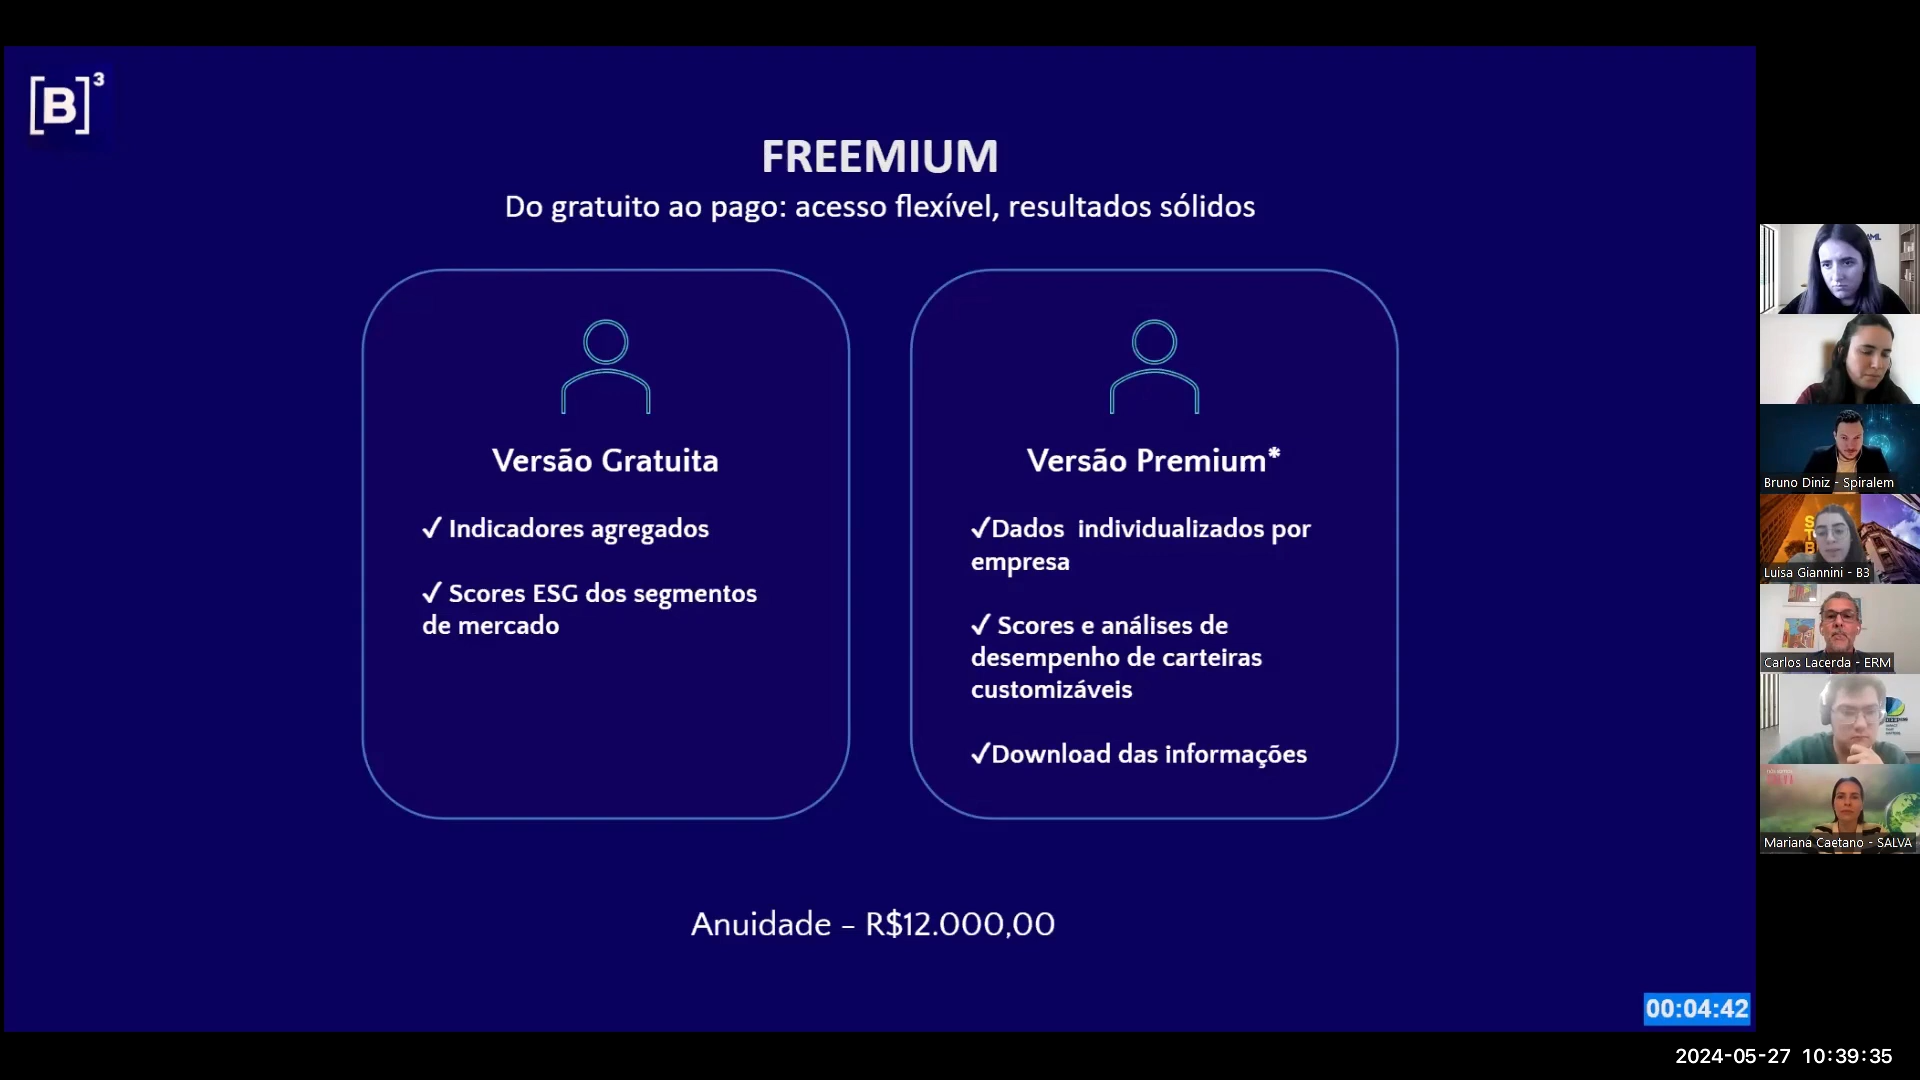 [B]³
FREEMIUM
Do gratuito ao pago: acesso flexível, resultados sólidos
Versão Gratuita
✓ Indicadores agregados
✓ Scores ESG dos segmentos
de mercado
Versão Premium*
✓Dados  individualizados por
empresa
✓ Scores e análises de
desempenho de carteiras
customizáveis
✓Download das informações
Anuidade – R$12.000,00
00:04:42
Bruno Diniz - Spiralem
Luisa Giannini - B3
Carlos Lacerda - ERM
Mariana Caetano - SALVA
2024-05-27 10:39:35